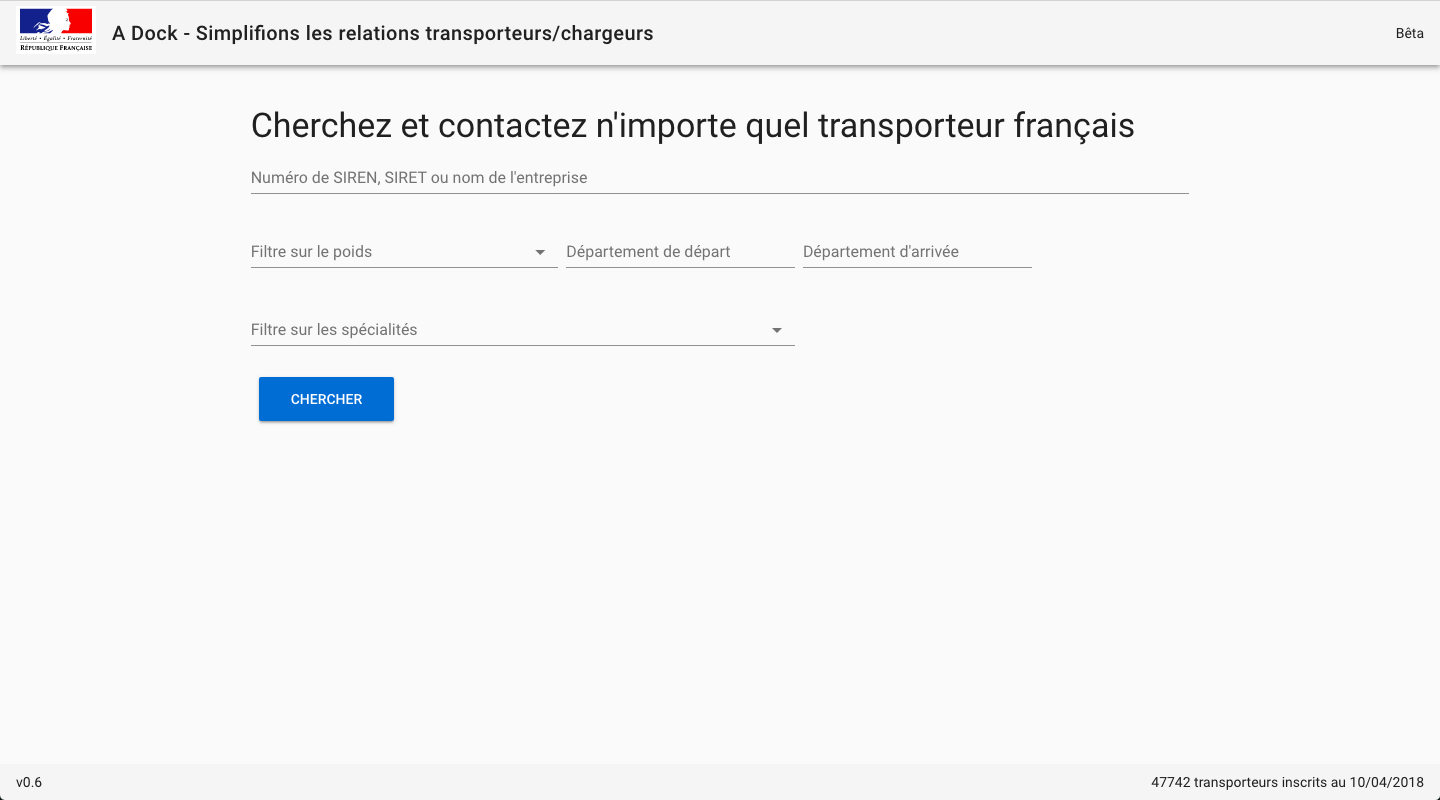 Liberté • Égalité • Fraternité
RÉPUBLIQUE FRANÇAISE
A Dock - Simplifions les relations transporteurs/chargeurs
Bêta
Cherchez et contactez n'importe quel transporteur français
Numéro de SIREN, SIRET ou nom de l'entreprise
Filtre sur le poids
Département de départ
Département d'arrivée
Filtre sur les spécialités
CHERCHER
v0.6
47742 transporteurs inscrits au 10/04/2018